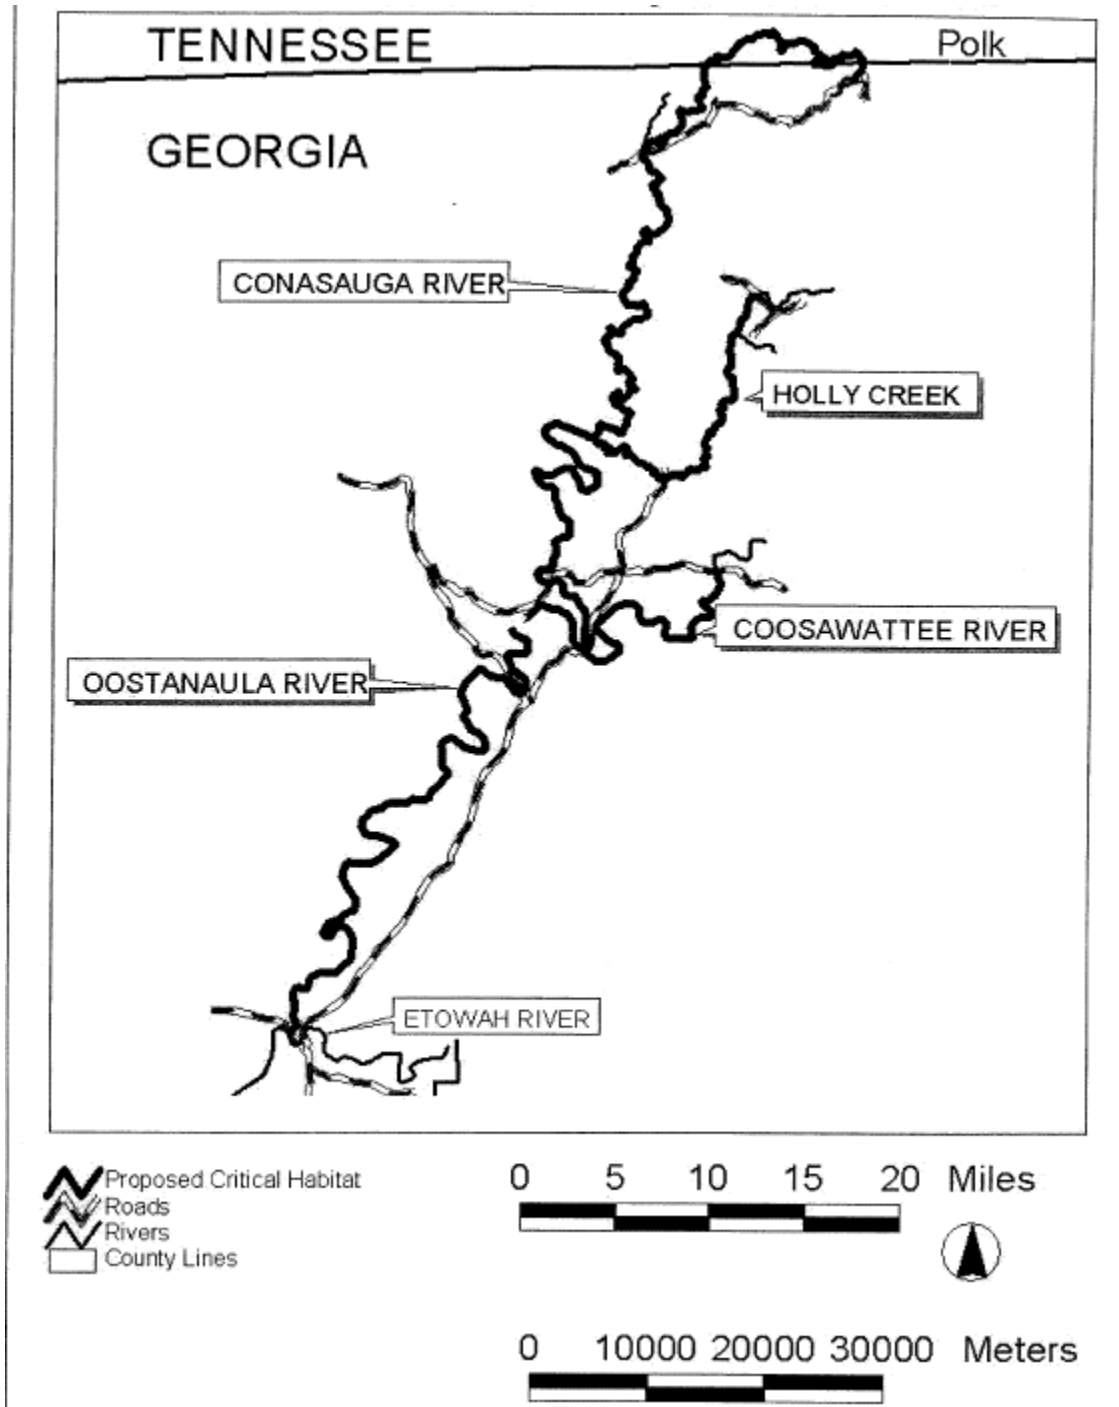 TENNESSEE
Polk
GEORGIA
CONASAUGA RIVER
HOLLY CREEK
COOSAWATTEE RIVER
OOSTANAULA RIVER
ETOWAH RIVER
Proposed Critical Habitat
Roads
Rivers
County Lines
0 5 10 15 20 Miles
0 10000 20000 30000 Meters